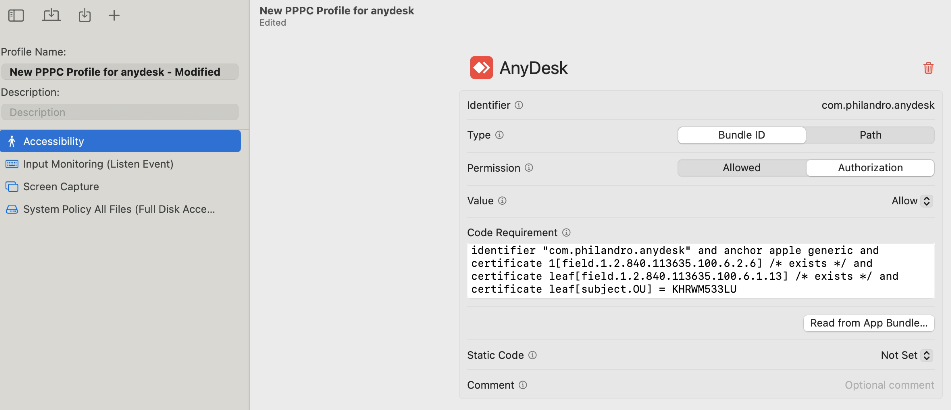 New PPPC Profile for anydesk
Edited
Profile Name:
New PPPC Profile for anydesk - Modified
Description:
Description
Accessibility
Input Monitoring (Listen Event)
Screen Capture
System Policy All Files (Full Disk Acce...
AnyDesk
Identifier com.philandro.anydesk
Type Bundle ID Path
Permission Allowed Authorization
Value Allow
Code Requirement
identifier "com.philandro.anydesk" and anchor apple generic and
certificate 1[field.1.2.840.113635.100.6.2.6] /* exists */ and
certificate leaf[field.1.2.840.113635.100.6.1.13] /* exists */ and
certificate leaf[subject.OU] = KHRWM533LU
Read from App Bundle...
Static Code Not Set
Comment Optional comment